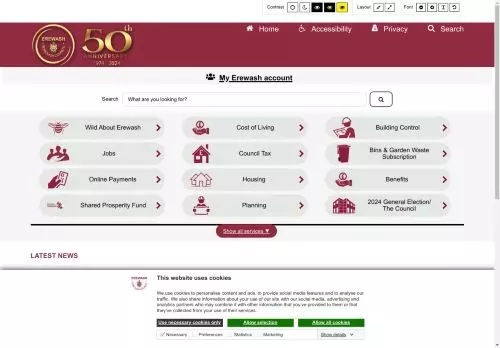 Contrast
Layout
Font
EREWASH
50th
ANNIVERSARY
1974 - 2024
Home
Accessibility
Privacy
Search
My Erewash account
Search
What are you looking for?
Wild About Erewash
Cost of Living
Building Control
Jobs
Council Tax
Bins & Garden Waste
Subscription
Online Payments
Housing
Benefits
Shared Prosperity Fund
Planning
2024 General Election/
The Council
Show all services ▼
LATEST NEWS
EREWASH
This website uses cookies
We use cookies to personalise content and ads, to provide social media features and to analyse our
traffic. We also share information about your use of our site with our social media, advertising and
analytics partners who may combine it with other information that you've provided to them or that
they've collected from your use of their services.
Use necessary cookies only
Allow selection
Allow all cookies
Necessary
Preferences
Statistics
Marketing
Show details